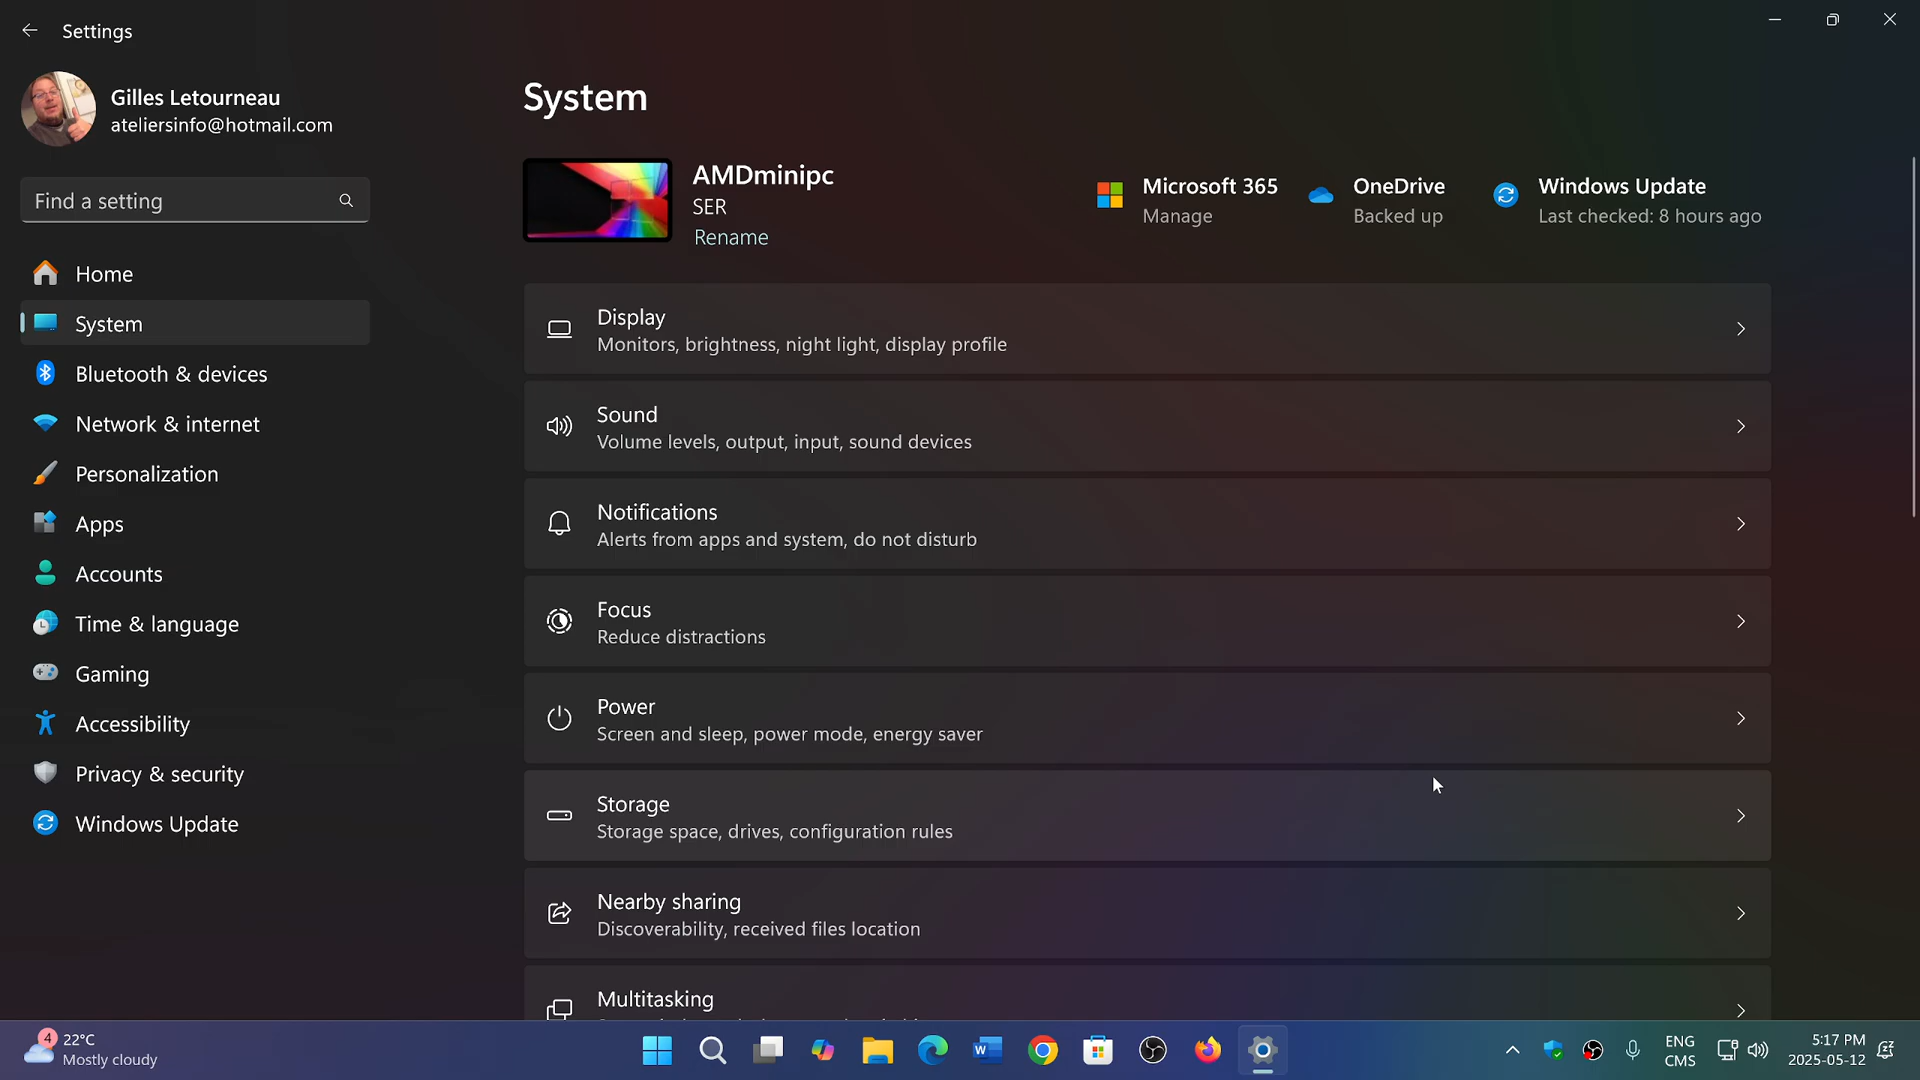 Settings
Gilles Letourneau
ateliersinfo@hotmail.com
Find a setting
Home
System
Bluetooth & devices
Network & internet
Personalization
Apps
Accounts
Time & language
Gaming
Accessibility
Privacy & security
Windows Update
System
AMDminipc
SER
Rename
Microsoft 365
Manage
OneDrive
Backed up
Windows Update
Last checked: 8 hours ago
Display
Monitors, brightness, night light, display profile
Sound
Volume levels, output, input, sound devices
Notifications
Alerts from apps and system, do not disturb
Focus
Reduce distractions
Power
Screen and sleep, power mode, energy saver
Storage
Storage space, drives, configuration rules
Nearby sharing
Discoverability, received files location
Multitasking
4
22°C
Mostly cloudy
ENG
CMS
5:17 PM
2025-05-12